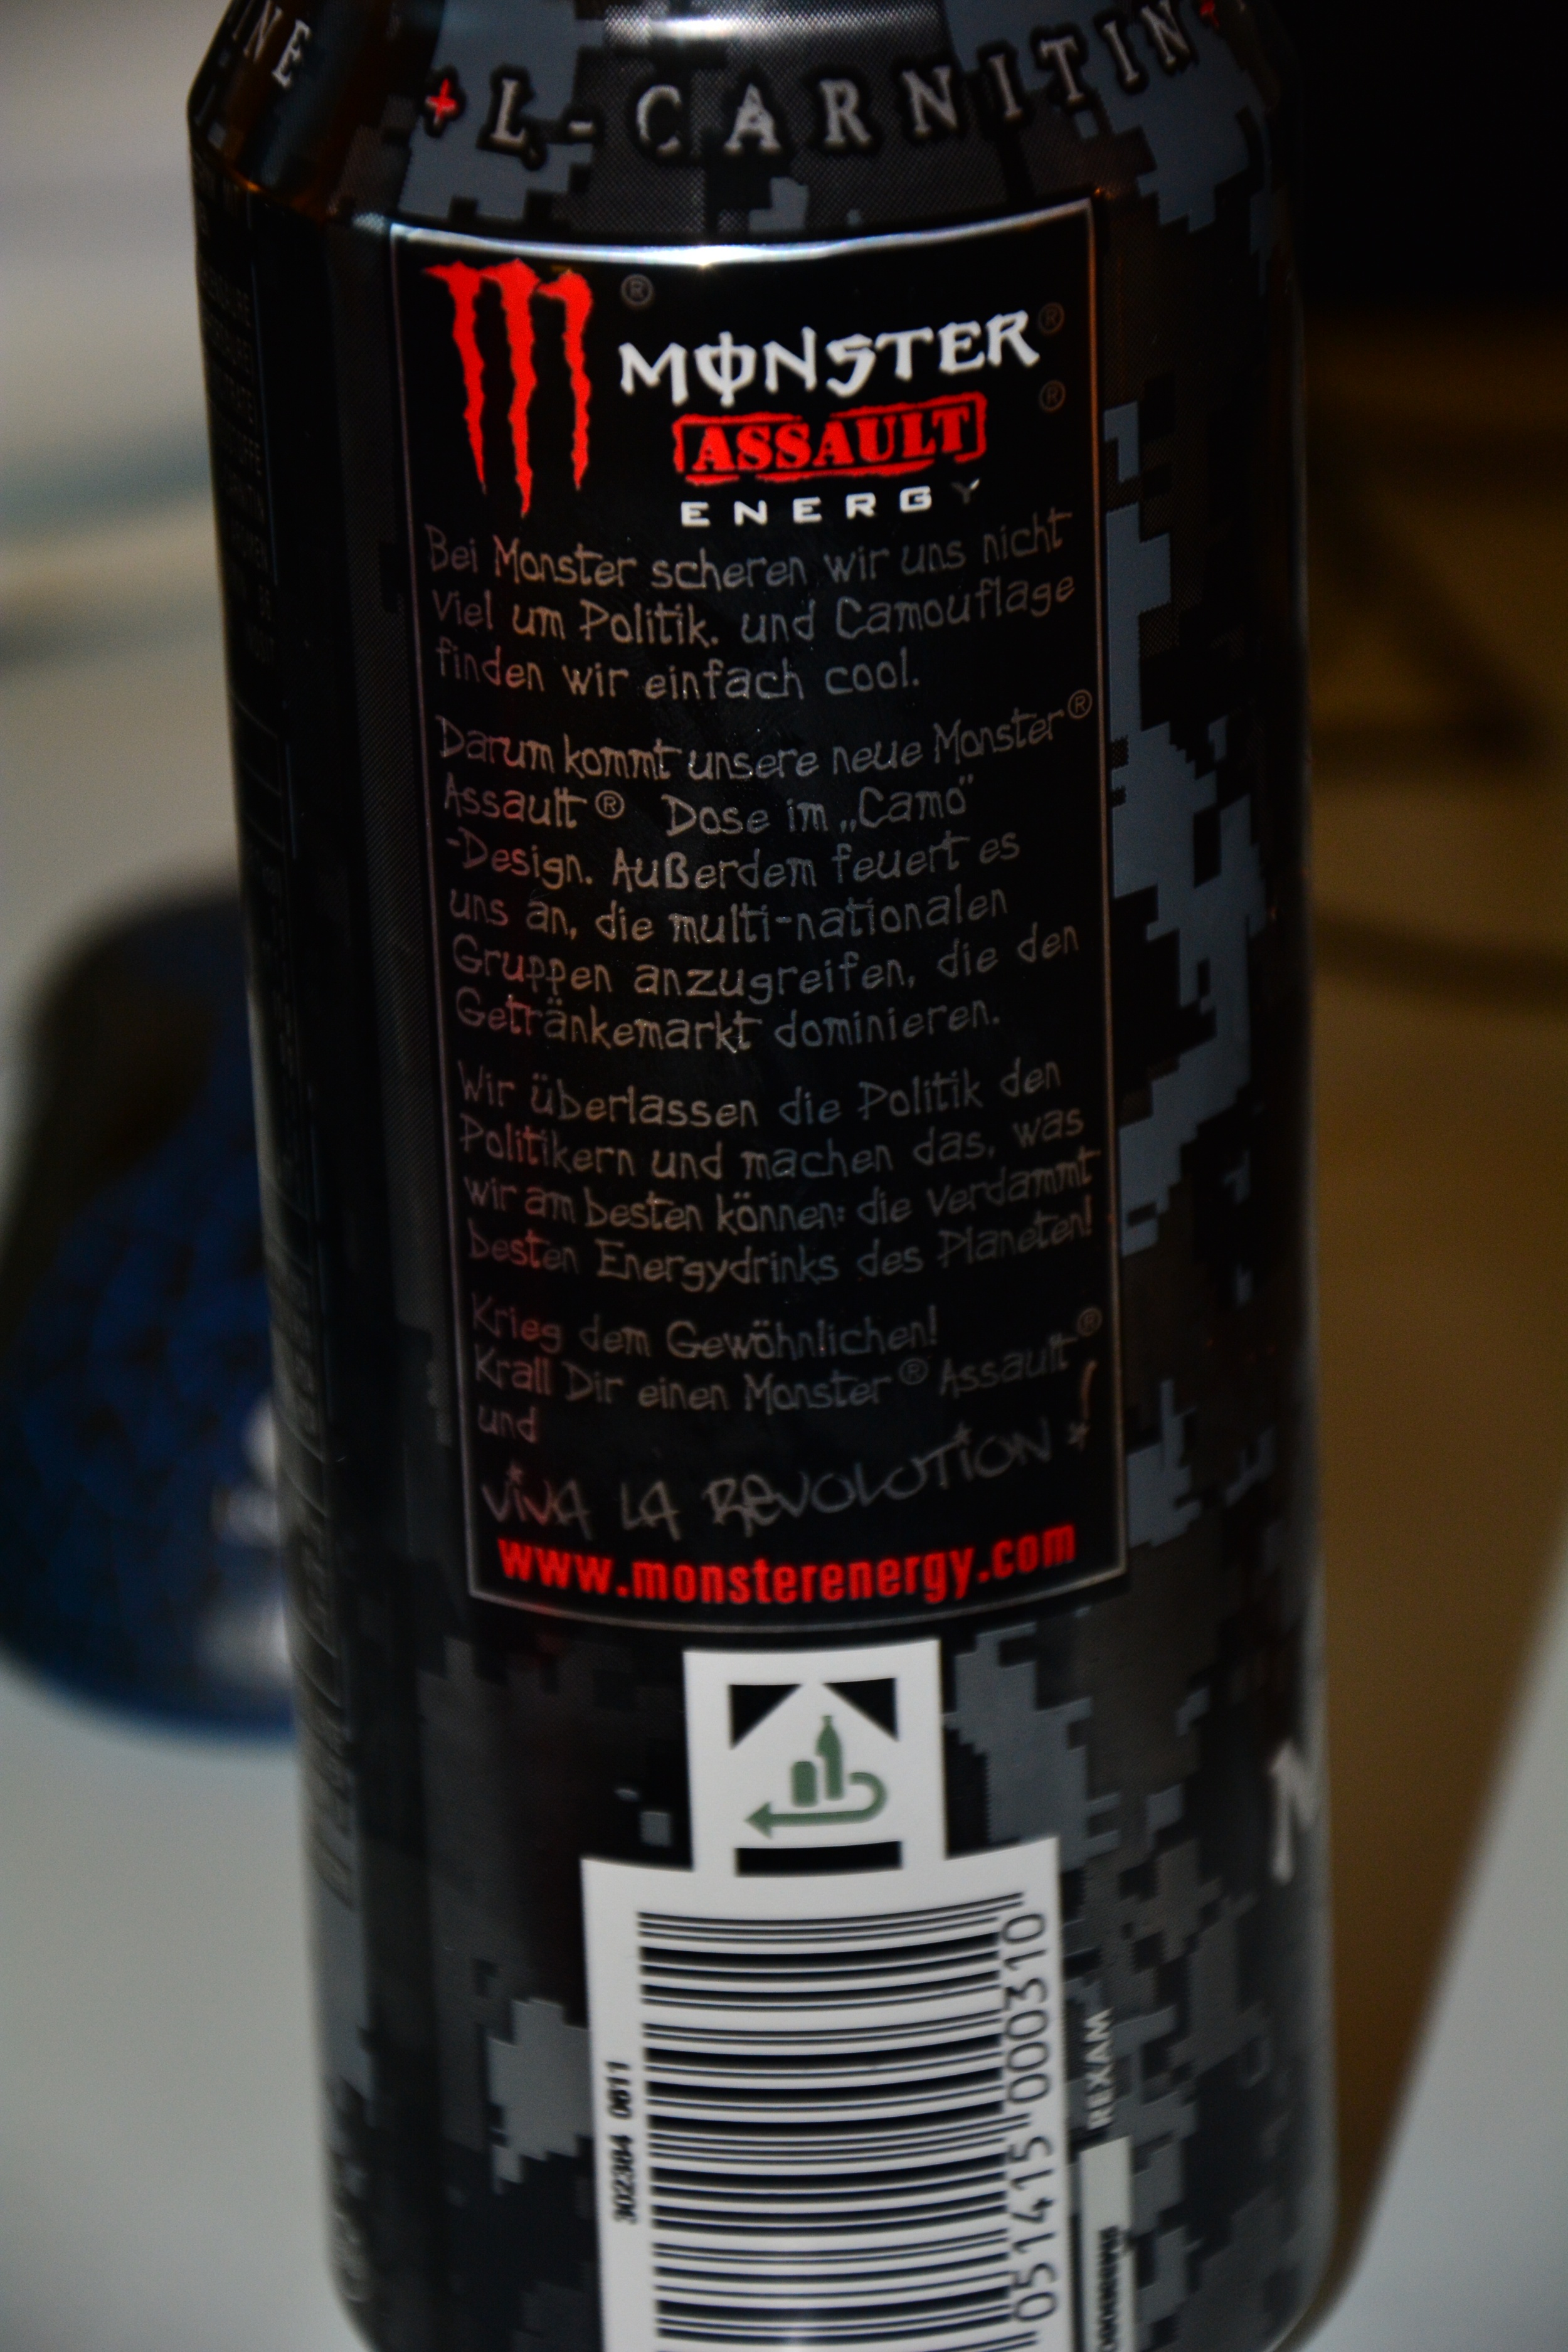 NE
+ L-CARNITIN +
MONSTER®
ASSAULT®
ENERGY
Bei Monster scheren wir uns nicht
viel um Politik. und Camouflage
finden wir einfach cool.
Darum kommt unsere neue Monster®
Assault® Dose im „Camo“
-Design. Außerdem feuert es
uns an, die multi-nationalen
Gruppen anzugreifen, die den
Getränkemarkt dominieren.
Wir überlassen die Politik den
Politikern und machen das, was
wir am besten können: die verdammt
besten Energydrinks des Planeten!
Krieg dem Gewöhnlichen!
Krall Dir einen Monster® Assault®
und
ViVA LA REVOLUTiON!
www.monsterenergy.com
302384 0611
051415 000310
REXAM